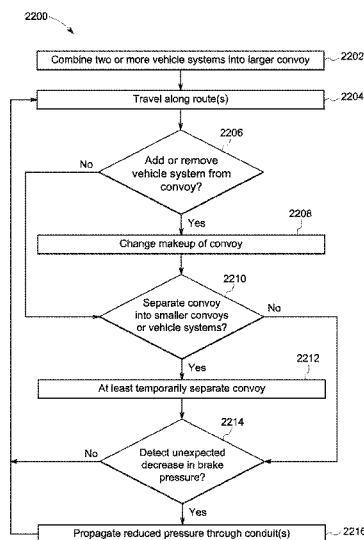 2200
Combine two or more vehicle systems into larger convoy
2202
Travel along route(s)
2204
2206
No
Add or remove
vehicle system from
convoy?
Yes
2208
Change makeup of convoy
2210
Separate convoy
into smaller convoys
or vehicle systems?
No
Yes
2212
At least temporarily separate convoy
2214
No
Detect unexpected
decrease in brake
pressure?
Yes
Propagate reduced pressure through conduit(s)
2216